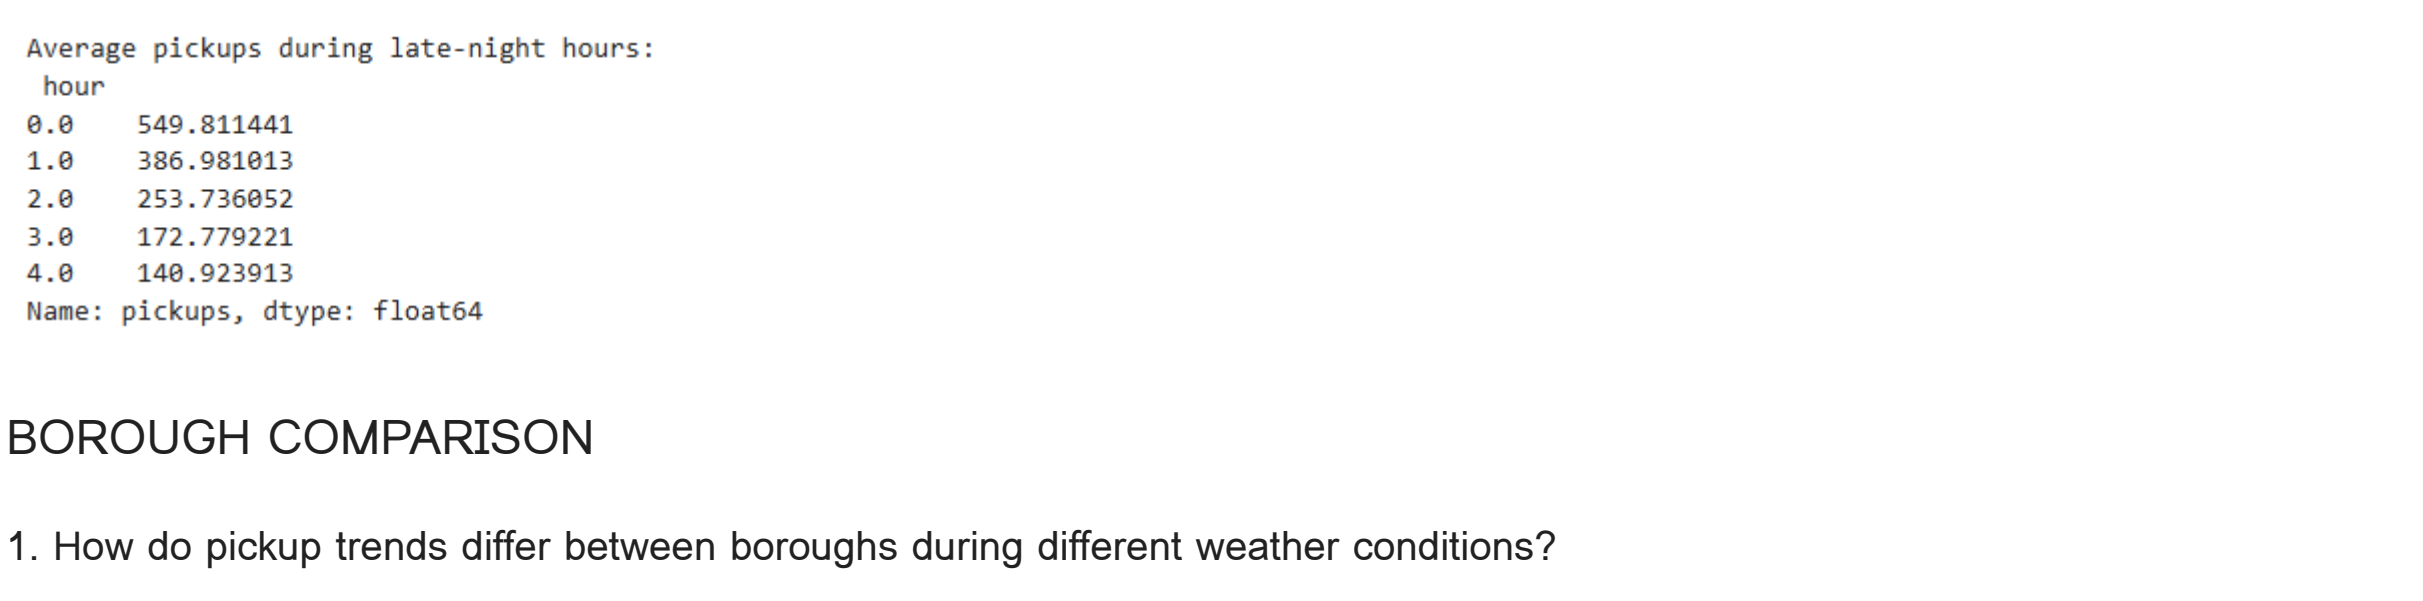 Average pickups during late-night hours:
hour
0.0 549.811441
1.0 386.981013
2.0 253.736052
3.0 172.779221
4.0 140.923913
Name: pickups, dtype: float64
BOROUGH COMPARISON
1. How do pickup trends differ between boroughs during different weather conditions?